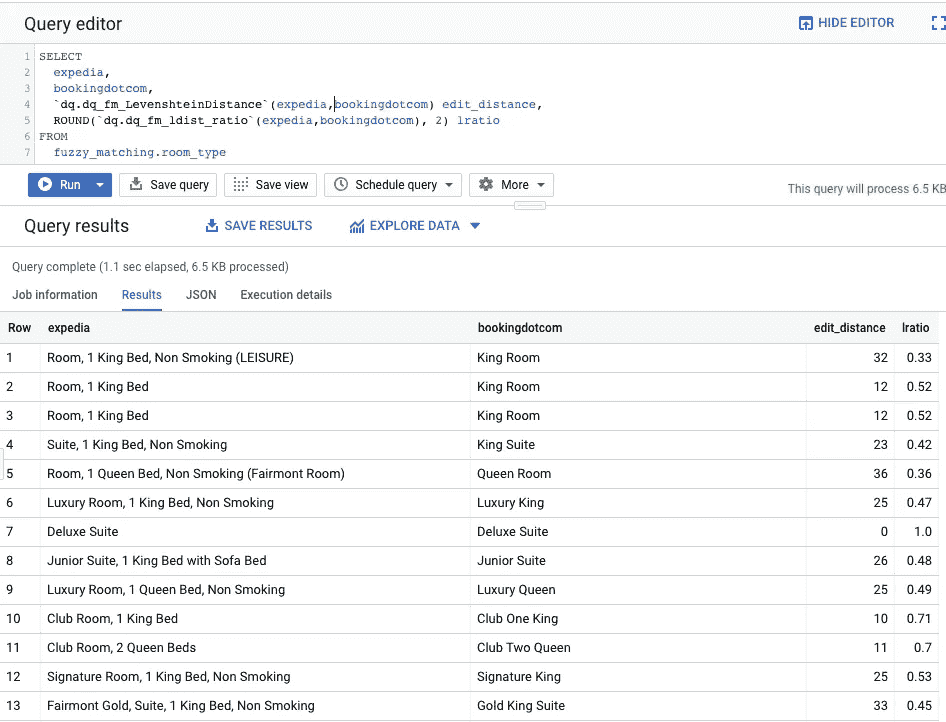 Query editor
HIDE EDITOR
1 SELECT
2 expedia,
3 bookingdotcom,
4 `dq.dq_fm_LevenshteinDistance`(expedia,bookingdotcom) edit_distance,
5 ROUND(`dq.dq_fm_ldist_ratio`(expedia,bookingdotcom), 2) lratio
6 FROM
7 fuzzy_matching.room_type
Run Save query Save view Schedule query More This query will process 6.5 KB
Query results SAVE RESULTS EXPLORE DATA
Query complete (1.1 sec elapsed, 6.5 KB processed)
Job information Results JSON Execution details
Row expedia bookingdotcom edit_distance lratio
1 Room, 1 King Bed, Non Smoking (LEISURE) King Room 32 0.33
2 Room, 1 King Bed King Room 12 0.52
3 Room, 1 King Bed King Room 12 0.52
4 Suite, 1 King Bed, Non Smoking King Suite 23 0.42
5 Room, 1 Queen Bed, Non Smoking (Fairmont Room) Queen Room 36 0.36
6 Luxury Room, 1 King Bed, Non Smoking Luxury King 25 0.47
7 Deluxe Suite Deluxe Suite 0 1.0
8 Junior Suite, 1 King Bed with Sofa Bed Junior Suite 26 0.48
9 Luxury Room, 1 Queen Bed, Non Smoking Luxury Queen 25 0.49
10 Club Room, 1 King Bed Club One King 10 0.71
11 Club Room, 2 Queen Beds Club Two Queen 11 0.7
12 Signature Room, 1 King Bed, Non Smoking Signature King 25 0.53
13 Fairmont Gold, Suite, 1 King Bed, Non Smoking Gold King Suite 33 0.45